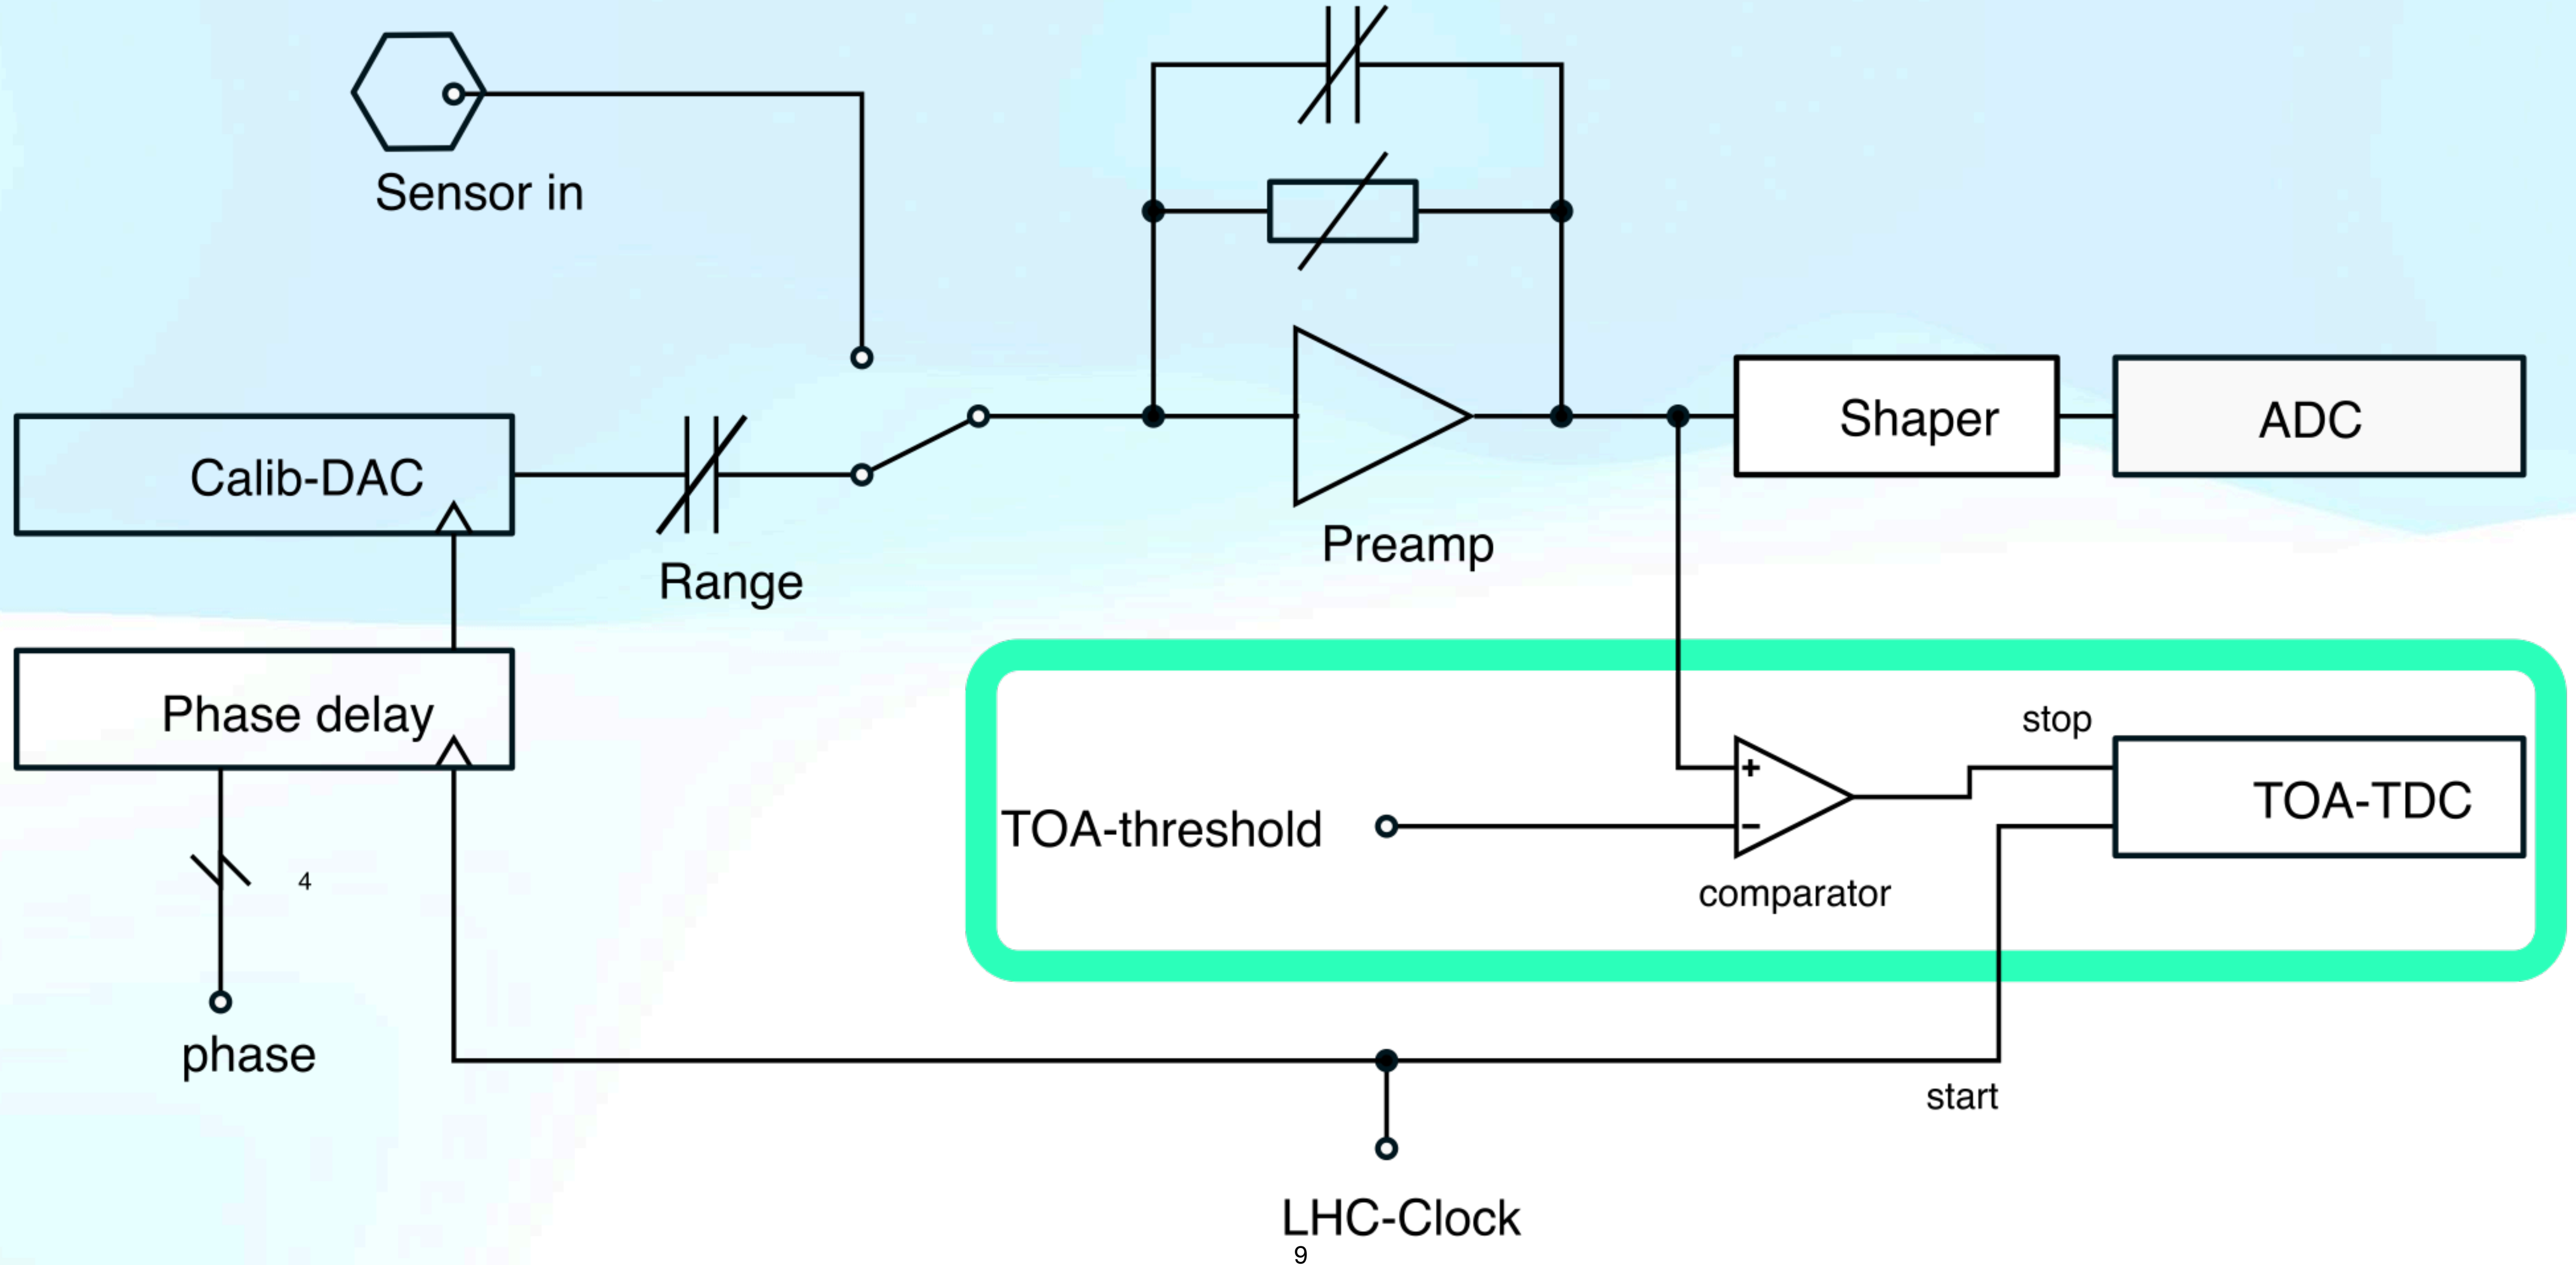 Sensor in
Calib-DAC
Range
Preamp
Shaper
ADC
Phase delay
4
phase
TOA-threshold
+
−
comparator
stop
TOA-TDC
start
LHC-Clock
9